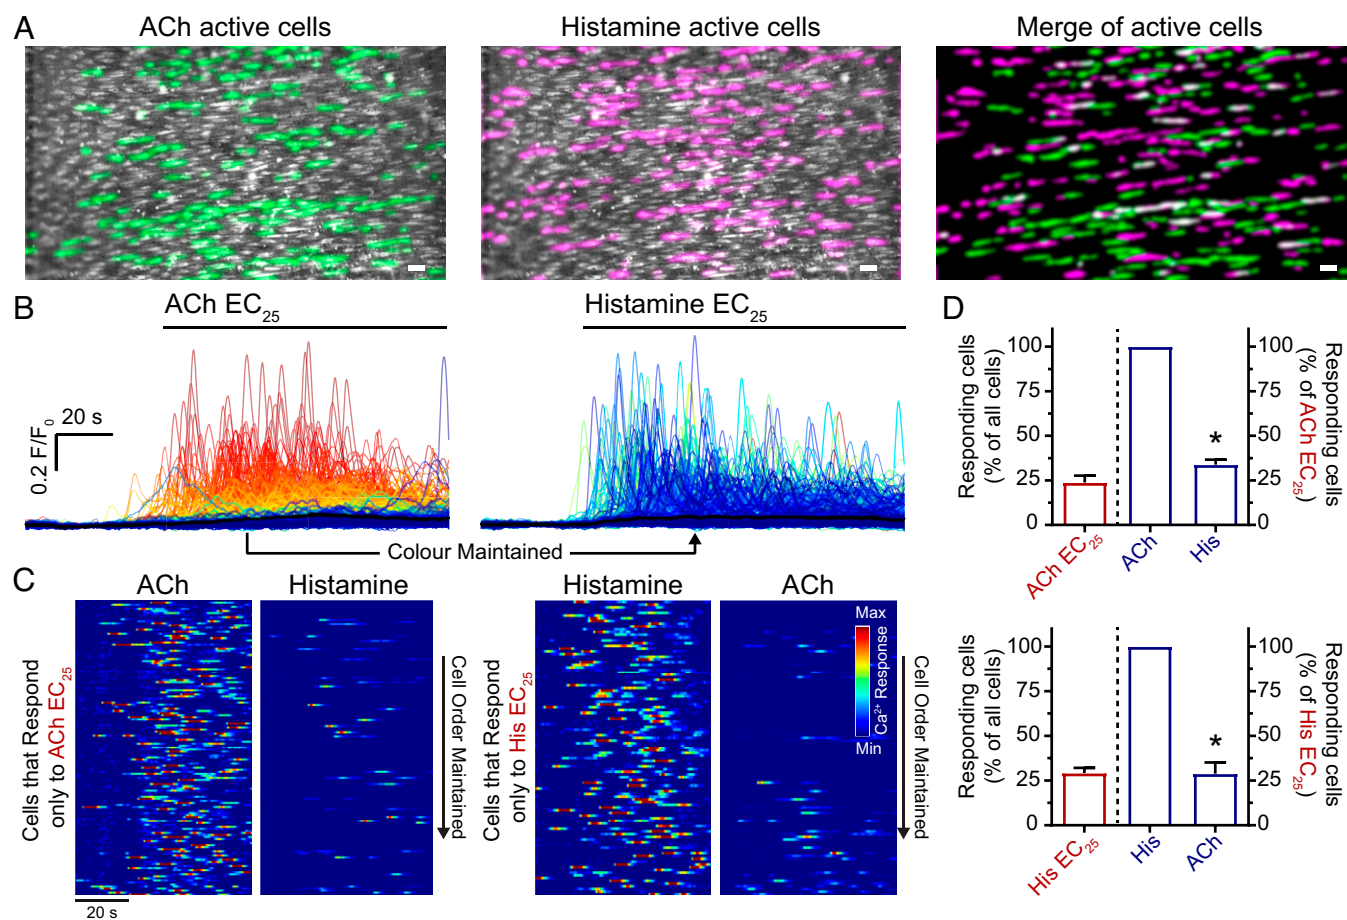 A
ACh active cells
Histamine active cells
Merge of active cells
B
ACh EC25
Histamine EC25
0.2 F/F0
20 s
Colour Maintained
C
ACh
Histamine
Histamine
ACh
Cells that Respond
only to ACh EC25
Cell Order Maintained
20 s
Cells that Respond
only to His EC25
Max
Ca2+ Response
Min
Cell Order Maintained
D
Responding cells
(% of all cells)
100
75
50
25
0
*
100
75
50
25
0
Responding cells
(% of ACh EC25)
ACh EC25
ACh
His
Responding cells
(% of all cells)
100
75
50
25
0
*
100
75
50
25
0
Responding cells
(% of His EC25)
His EC25
His
ACh